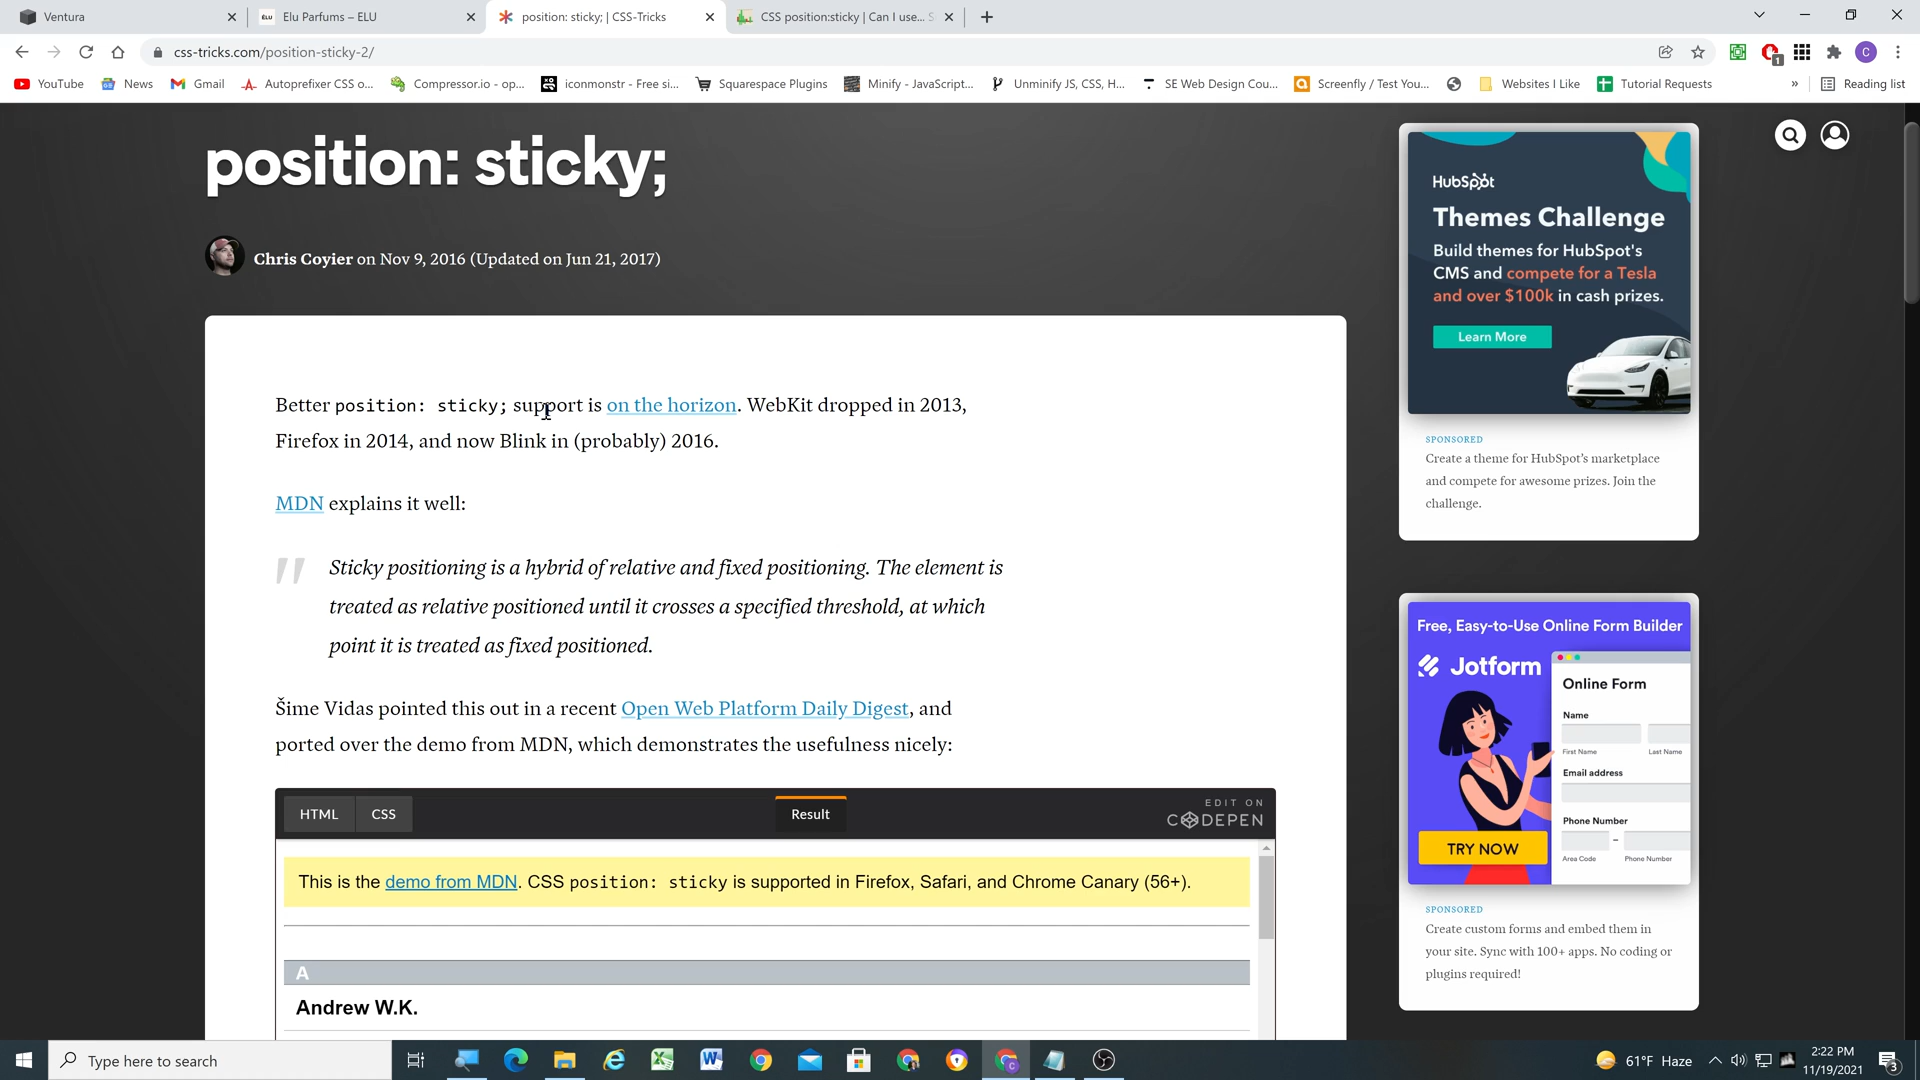 Ventura
ELU Elu Parfums – ELU
position: sticky; | CSS-Tricks
CSS position:sticky | Can I use... S
css-tricks.com/position-sticky-2/
YouTube
News
Gmail
Autoprefixer CSS o...
Compressor.io - op...
iconmonstr - Free si...
Squarespace Plugins
Minify - JavaScript...
Unminify JS, CSS, H...
SE Web Design Cou...
Screenfly / Test You...
Websites I Like
Tutorial Requests
»
Reading list
position: sticky;
Chris Coyier on Nov 9, 2016 (Updated on Jun 21, 2017)
Better position: sticky; support is on the horizon. WebKit dropped in 2013,
Firefox in 2014, and now Blink in (probably) 2016.
MDN explains it well:
" Sticky positioning is a hybrid of relative and fixed positioning. The element is
treated as relative positioned until it crosses a specified threshold, at which
point it is treated as fixed positioned.
Šime Vidas pointed this out in a recent Open Web Platform Daily Digest, and
ported over the demo from MDN, which demonstrates the usefulness nicely:
HTML CSS Result
EDIT ON
CODEPEN
This is the demo from MDN. CSS position: sticky is supported in Firefox, Safari, and Chrome Canary (56+).
A
Andrew W.K.
HubSpot
Themes Challenge
Build themes for HubSpot's
CMS and compete for a Tesla
and over $100k in cash prizes.
Learn More
SPONSORED
Create a theme for HubSpot's marketplace
and compete for awesome prizes. Join the
challenge.
Free, Easy-to-Use Online Form Builder
Jotform
Online Form
Name
First Name Last Name
Email address
Phone Number
–
Area Code Phone Number
TRY NOW
SPONSORED
Create custom forms and embed them in
your site. Sync with 100+ apps. No coding or
plugins required!
Type here to search
61°F Haze
2:22 PM
11/19/2021
3
C
1